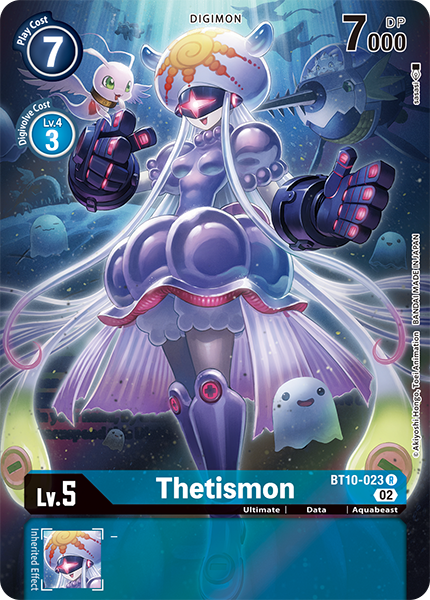 Play Cost
7
DIGIMON
7000
DP
Digivolve Cost
Lv.4
3
sasasi
© Akiyoshi Hongo, Toei Animation BANDAI MADE IN JAPAN
Lv.5
Thetismon
BT10-023 R
02
Ultimate | Data | Aquabeast
Inherited Effect
-